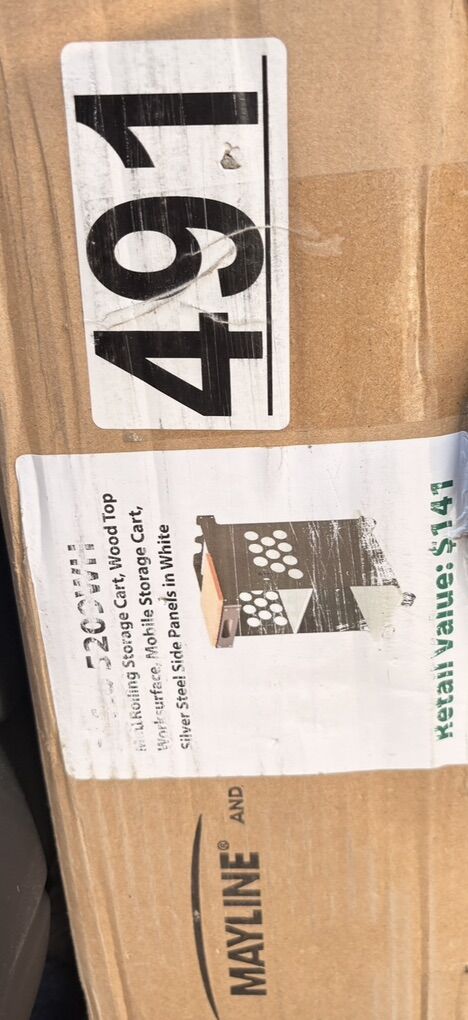 491
5209WH
Rolling Storage Cart, Wood Top
Worksurface, Mobile Storage Cart,
Silver Steel Side Panels in White
Retail Value: $141
MAYLINE® AND